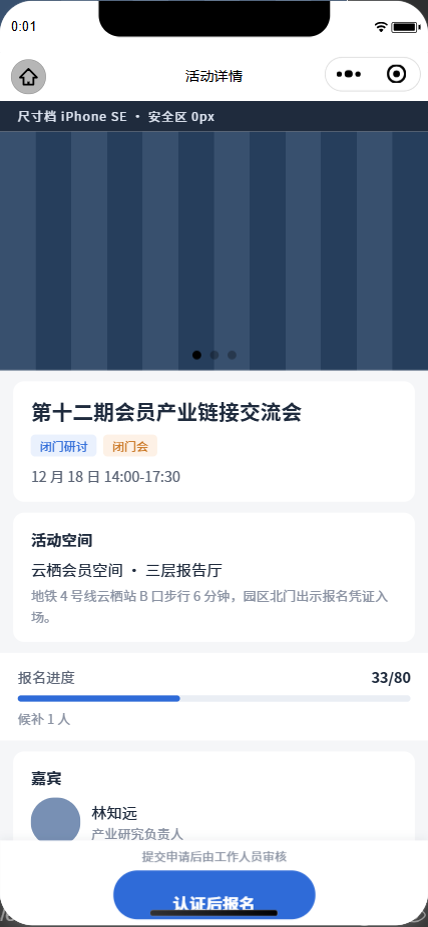 0:01
活动详情
尺寸档 iPhone SE · 安全区 0px
第十二期会员产业链接交流会
闭门研讨 闭门会
12 月 18 日 14:00-17:30
活动空间
云栖会员空间 · 三层报告厅
地铁 4 号线云栖站 B 口步行 6 分钟，园区北门出示报名凭证入
场。
报名进度 33/80
候补 1 人
嘉宾
林知远
产业研究负责人
提交申请后由工作人员审核
认证后报名